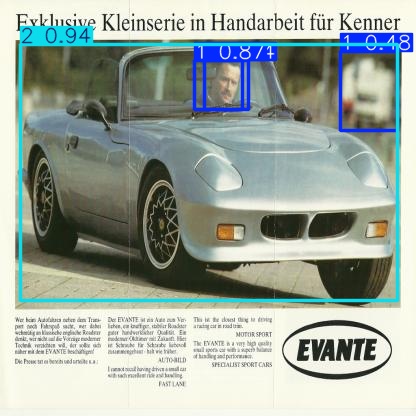 Exklusive Kleinserie in Handarbeit für Kenner
2 0.94
1 0.874
1 0.48
Wer beim Autofahren neben dem Trans-
port noch Fahrspaß sucht, wer dabei
wehmütig an klassische englische Roadster
denkt, wer nicht auf die Vorzüge moderner
Technik verzichten will, der sollte sich
näher mit dem EVANTE beschäftigen!
Die Presse tat es bereits und urteilte u.a.:
Der EVANTE ist ein Auto zum Ver-
lieben, ein knuffiger, stabiler Roadster
guter handwerklicher Qualität. Ein
moderner Oldtimer mit Zukunft. Hier
ist Schraube für Schraube liebevoll
zusammengebaut - halt wie früher.
AUTO-BILD
I cannot recall having driven a small car
with such excellent ride and handling.
FAST LANE
This ist the closest thing to driving
a racing car in road trim.
MOTOR SPORT
The EVANTE is a very high quality
small sports car with a superb balance
of handling and performance.
SPECIALIST SPORT CARS
EVANTE